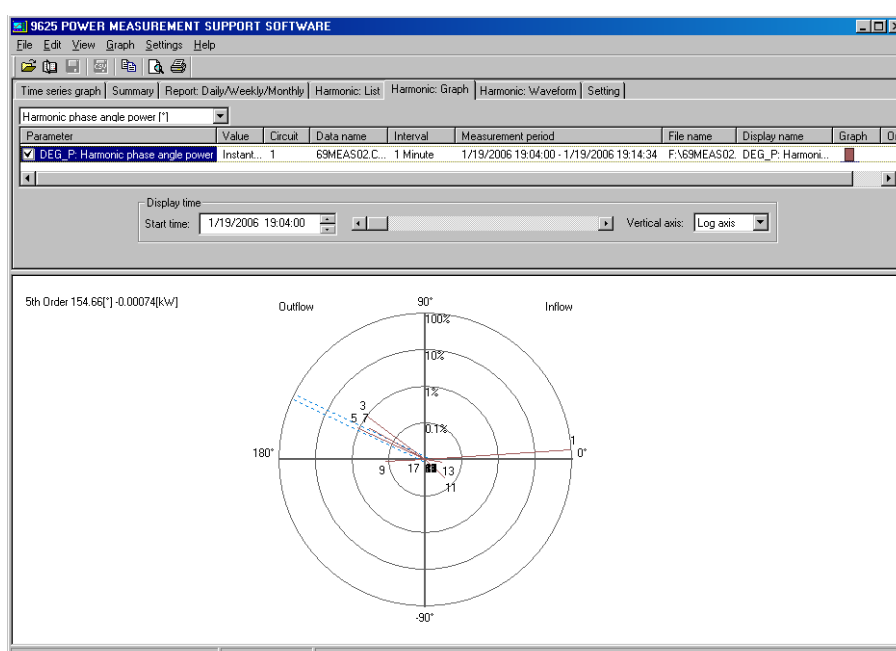 9625 POWER MEASUREMENT SUPPORT SOFTWARE
File Edit View Graph Settings Help
Time series graph Summary Report: Daily/Weekly/Monthly Harmonic: List Harmonic: Graph Harmonic: Waveform Setting
Harmonic phase angle power [°]
Parameter Value Circuit Data name Interval Measurement period File name Display name Graph
DEG_P: Harmonic phase angle power Instant... 1 69MEAS02.C... 1 Minute 1/19/2006 19:04:00 - 1/19/2006 19:14:34 F:\69MEAS02. DEG_P: Harmoni...
Display time
Start time: 1/19/2006 19:04:00 Vertical axis: Log axis
5th Order 154.66[°] -0.00074[kW]
Outflow 90° Inflow
100%
10%
1%
3
5 7 0.1%
1
180° 0°
9 17 13
11
-90°